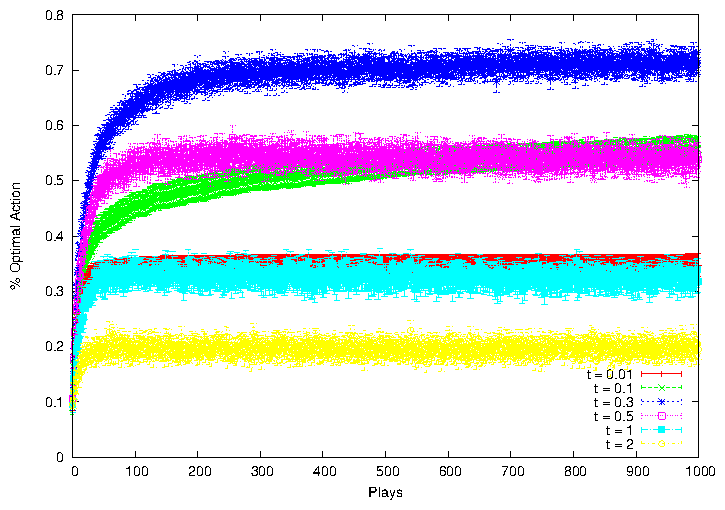 0.8
0.7
0.6
0.5
0.4
0.3
0.2
0.1
0
% Optimal Action
t = 0.01
t = 0.1
t = 0.3
t = 0.5
t = 1
t = 2
0 100 200 300 400 500 600 700 800 900 1000
Plays